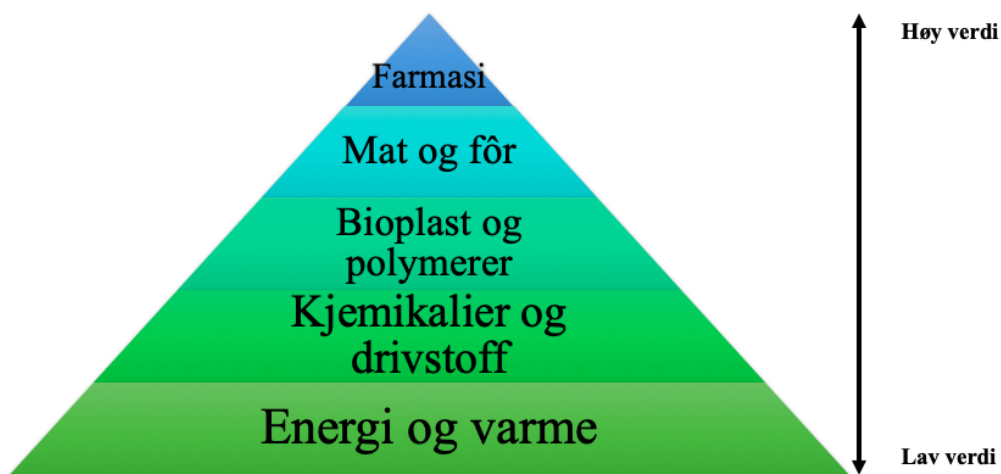 Høy verdi
Farmasi
Mat og fôr
Bioplast og
polymerer
Kjemikalier og
drivstoff
Energi og varme
Lav verdi